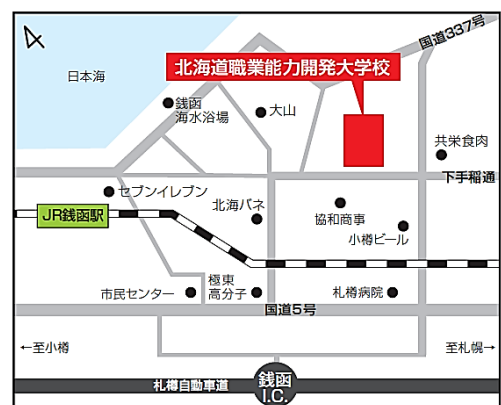 国道337号
日本海
北海道職業能力開発大学校
銭函
海水浴場
大山
共栄食肉
下手稲通
セブンイレブン
JR銭函駅
北海バネ
協和商事
小樽ビール
市民センター
極東
高分子
札樽病院
国道5号
←至小樽
至札幌→
札樽自動車道
銭函
I.C.